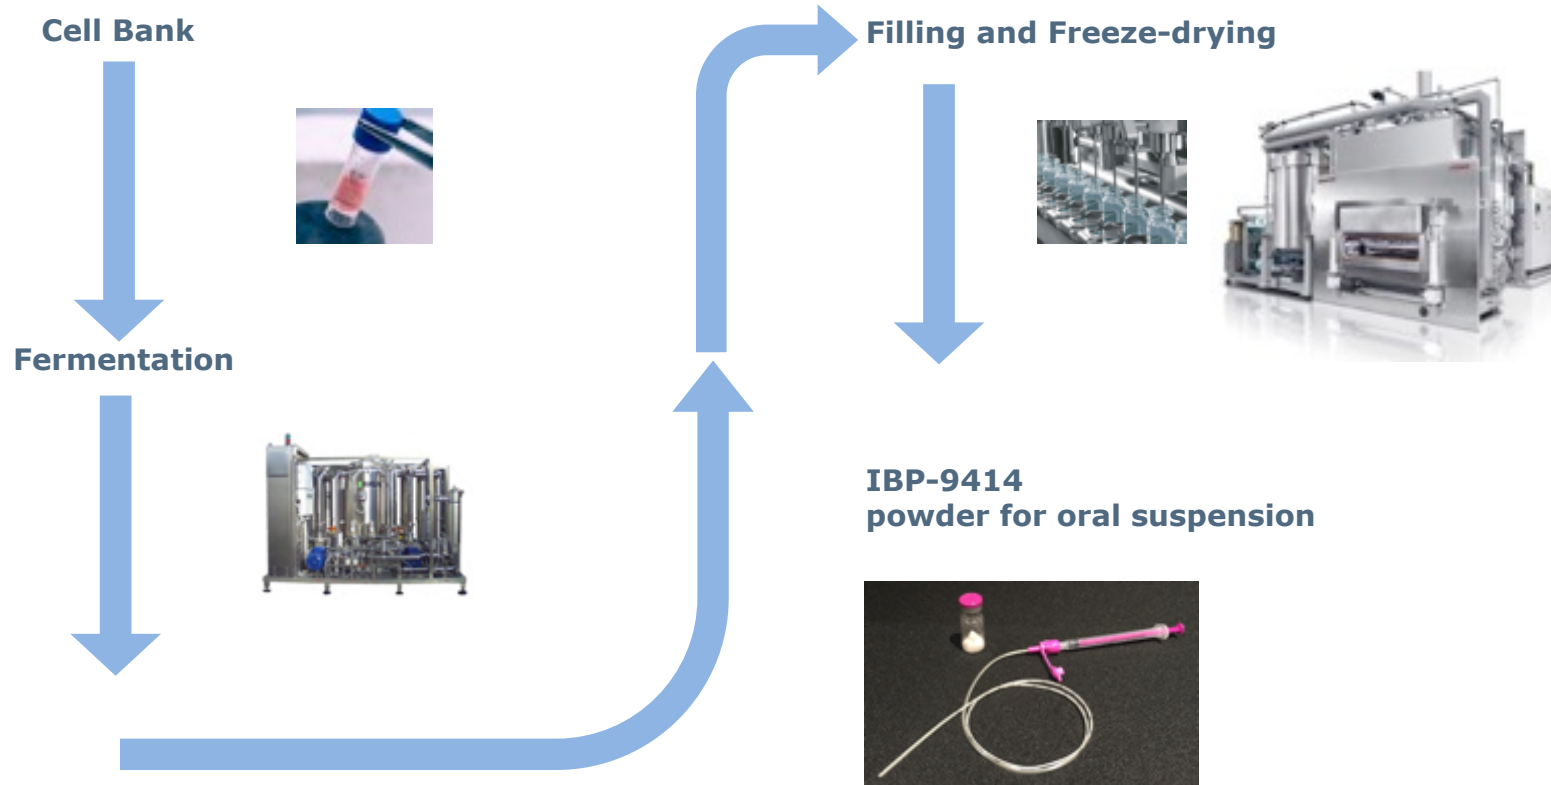 Cell Bank
Fermentation
Filling and Freeze-drying
IBP-9414
powder for oral suspension